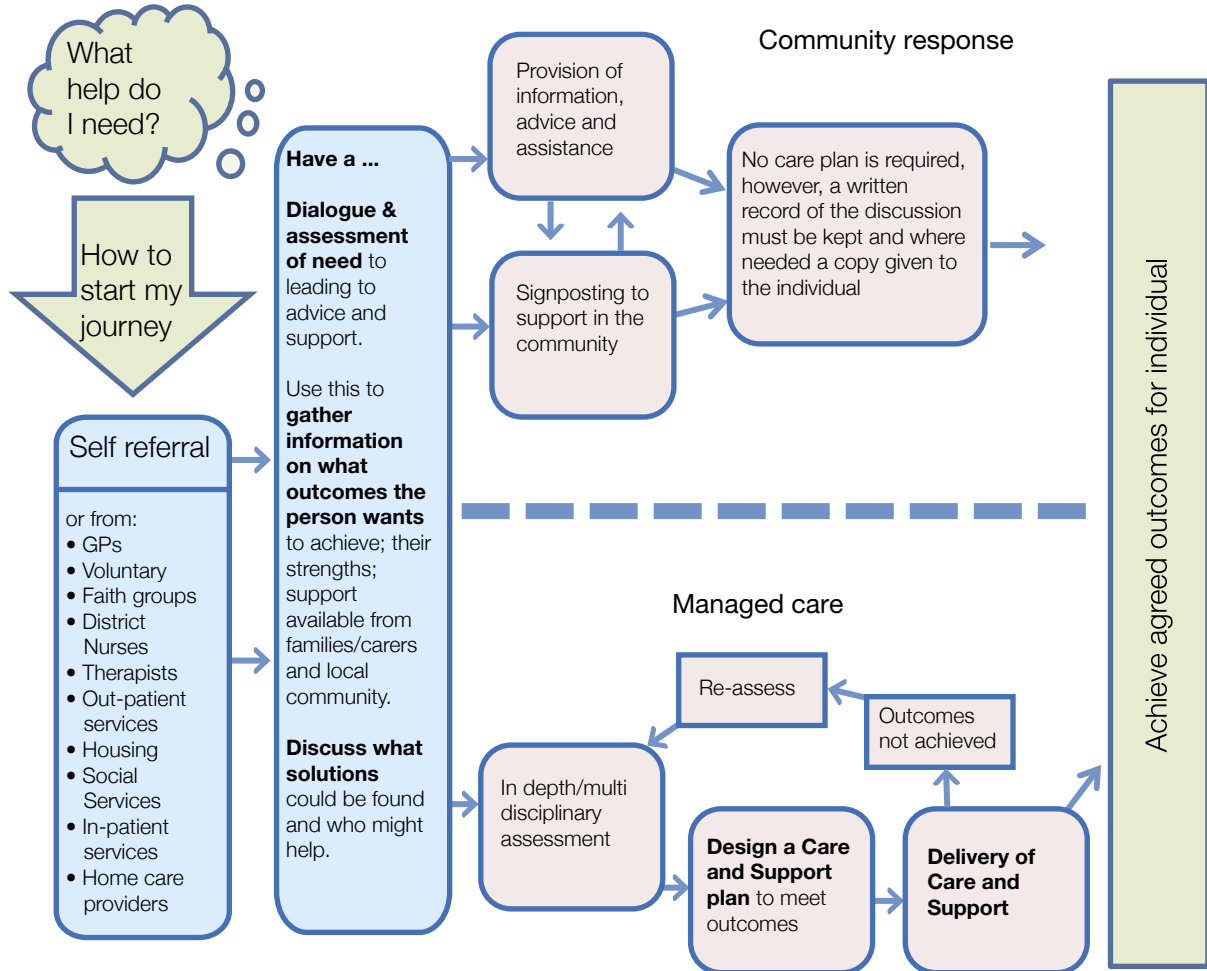 What
help do
I need?
How to
start my
journey
Self referral
or from:
• GPs
• Voluntary
• Faith groups
• District
Nurses
• Therapists
• Out-patient
services
• Housing
• Social
Services
• In-patient
services
• Home care
providers
Have a ...
Dialogue &
assessment
of need to
leading to
advice and
support.
Use this to
gather
information
on what
outcomes the
person wants
to achieve; their
strengths;
support
available from
families/carers
and local
community.
Discuss what
solutions
could be found
and who might
help.
Community response
Provision of
information,
advice and
assistance
Signposting to
support in the
community
No care plan is required,
however, a written
record of the discussion
must be kept and where
needed a copy given to
the individual
Managed care
Re-assess
Outcomes
not achieved
In depth/multi
disciplinary
assessment
Design a Care
and Support
plan to meet
outcomes
Delivery of
Care and
Support
Achieve agreed outcomes for individual